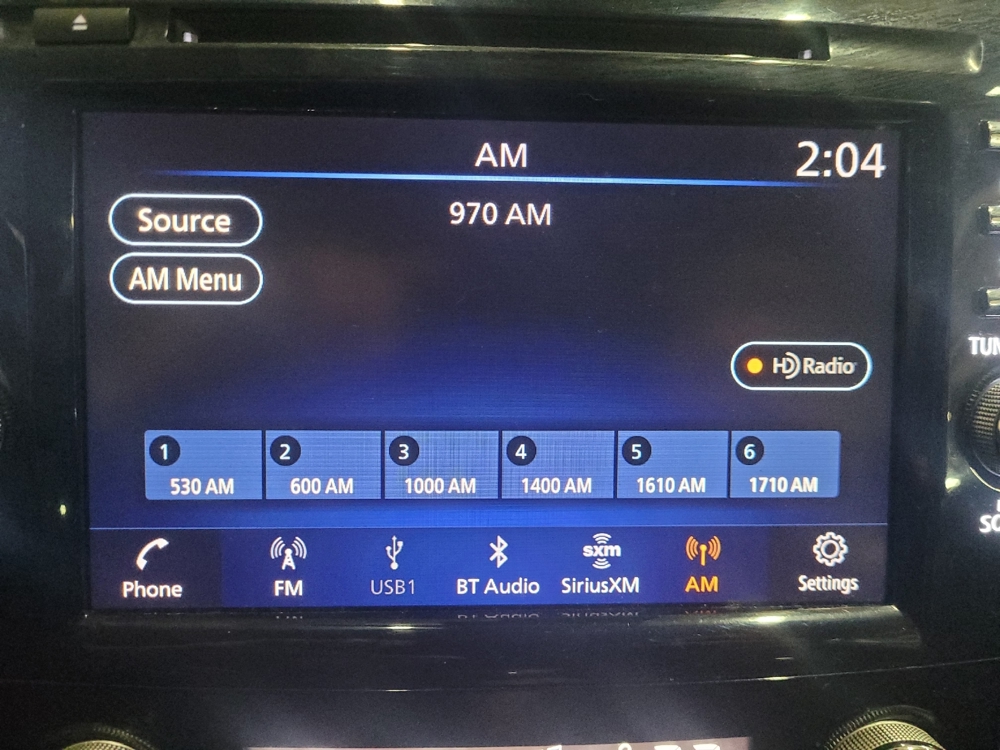 AM
2:04
Source
970 AM
AM Menu
HD Radio
1
2
3
4
5
6
530 AM
600 AM
1000 AM
1400 AM
1610 AM
1710 AM
sxm
Phone
FM
USB1
BT Audio
SiriusXM
AM
Settings